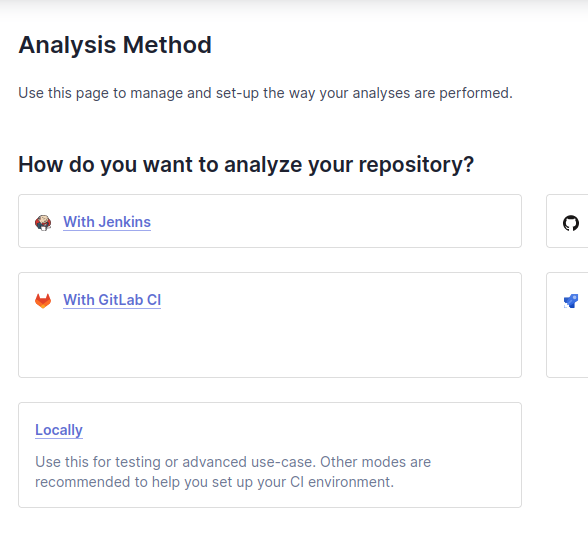 Analysis Method
Use this page to manage and set-up the way your analyses are performed.
How do you want to analyze your repository?
With Jenkins
With GitLab CI
Locally
Use this for testing or advanced use-case. Other modes are
recommended to help you set up your CI environment.